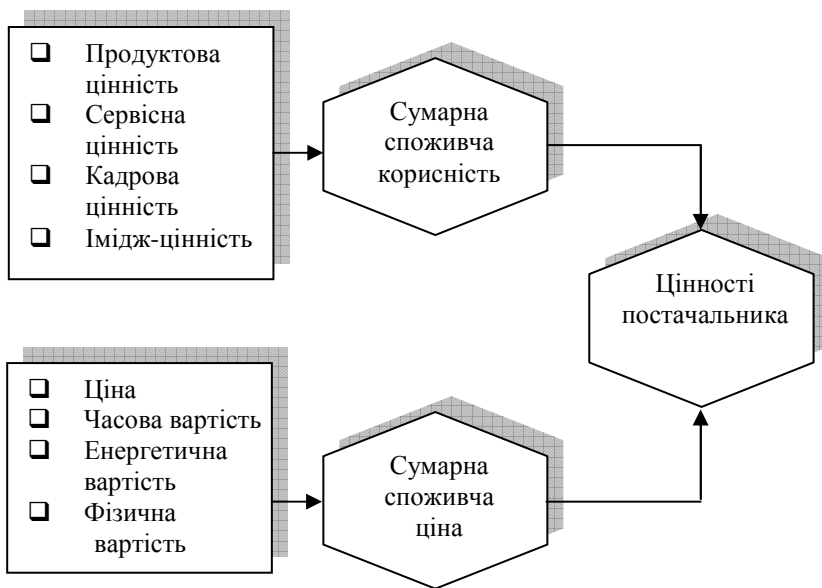 Продуктова
цінність
Сервісна
цінність
Кадрова
цінність
Імідж-цінність
Сумарна
споживча
корисність
Цінності
постачальника
Ціна
Часова вартість
Енергетична
вартість
Фізична
вартість
Сумарна
споживча
ціна